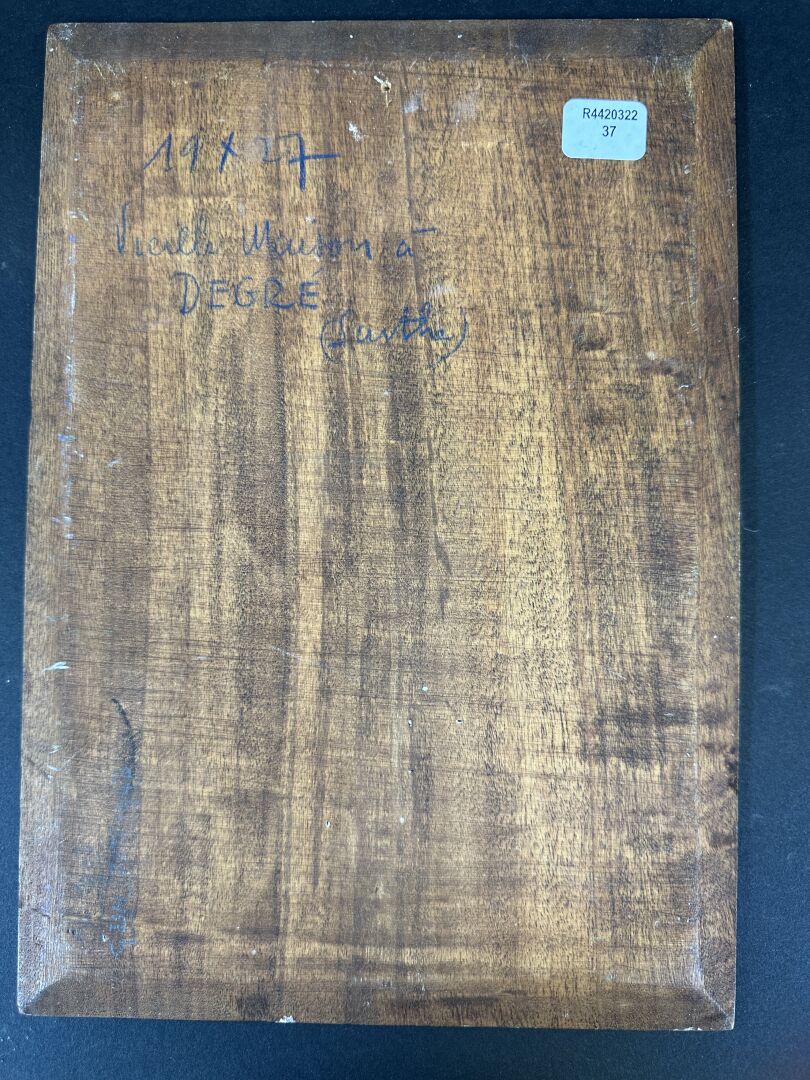 R4420322
37
19 x 27
Vieille Maison à
DEGRÉ
(Sarthe)